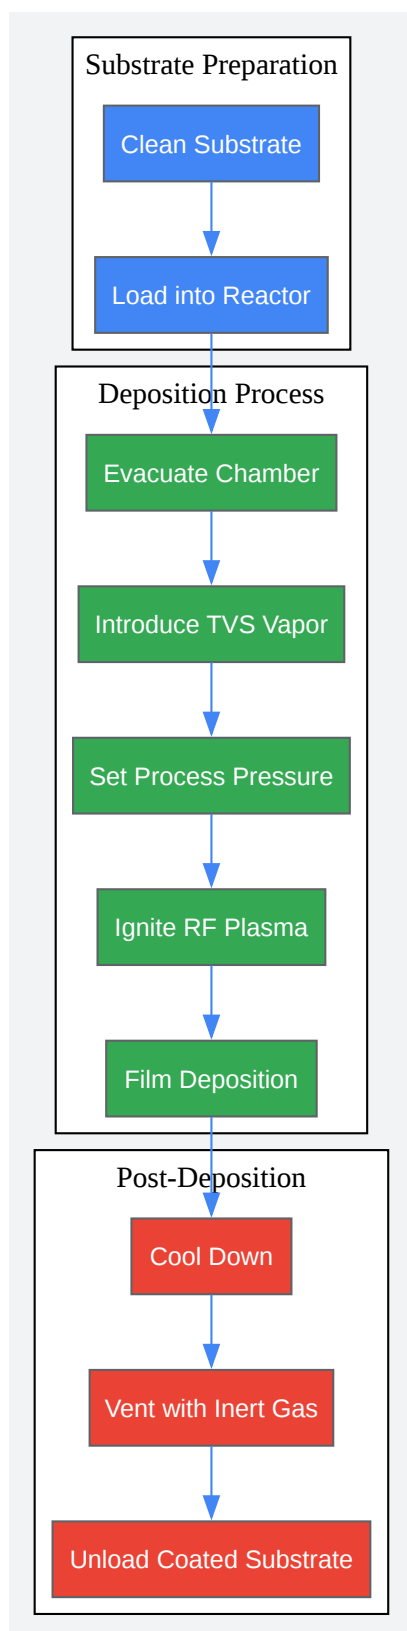 Substrate Preparation
Clean Substrate
Load into Reactor
Deposition Process
Evacuate Chamber
Introduce TVS Vapor
Set Process Pressure
Ignite RF Plasma
Film Deposition
Post-Deposition
Cool Down
Vent with Inert Gas
Unload Coated Substrate